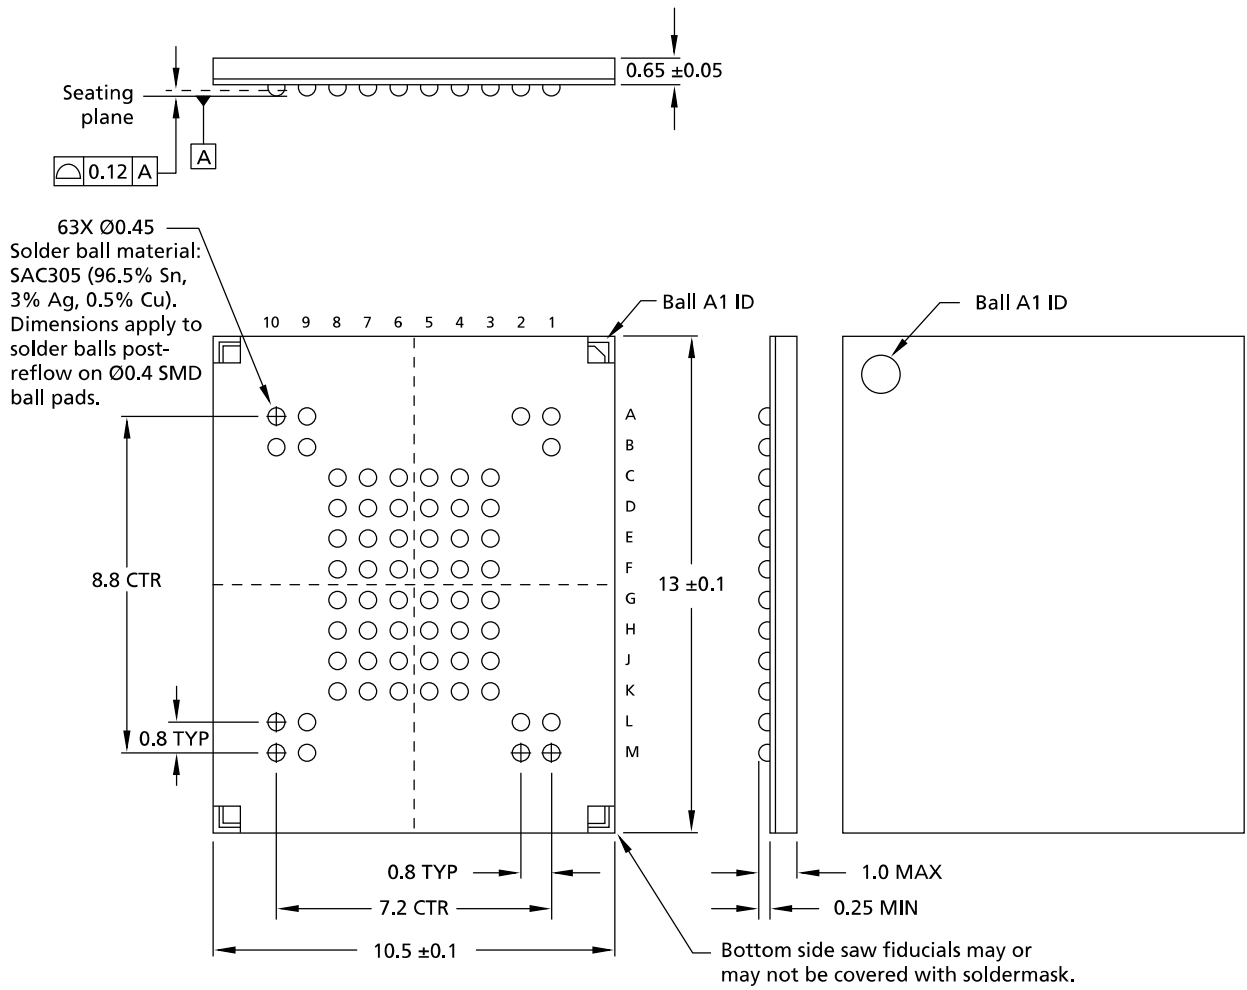 0.65 ±0.05
Seating
plane
A
0.12 A
63X Ø0.45
Solder ball material:
SAC305 (96.5% Sn,
3% Ag, 0.5% Cu).
Dimensions apply to
solder balls post-
reflow on Ø0.4 SMD
ball pads.
Ball A1 ID
Ball A1 ID
10 9 8 7 6 5 4 3 2 1
A
B
C
D
E
F
G
H
J
K
L
M
8.8 CTR
13 ±0.1
0.8 TYP
0.8 TYP
1.0 MAX
7.2 CTR
0.25 MIN
10.5 ±0.1
Bottom side saw fiducials may or
may not be covered with soldermask.